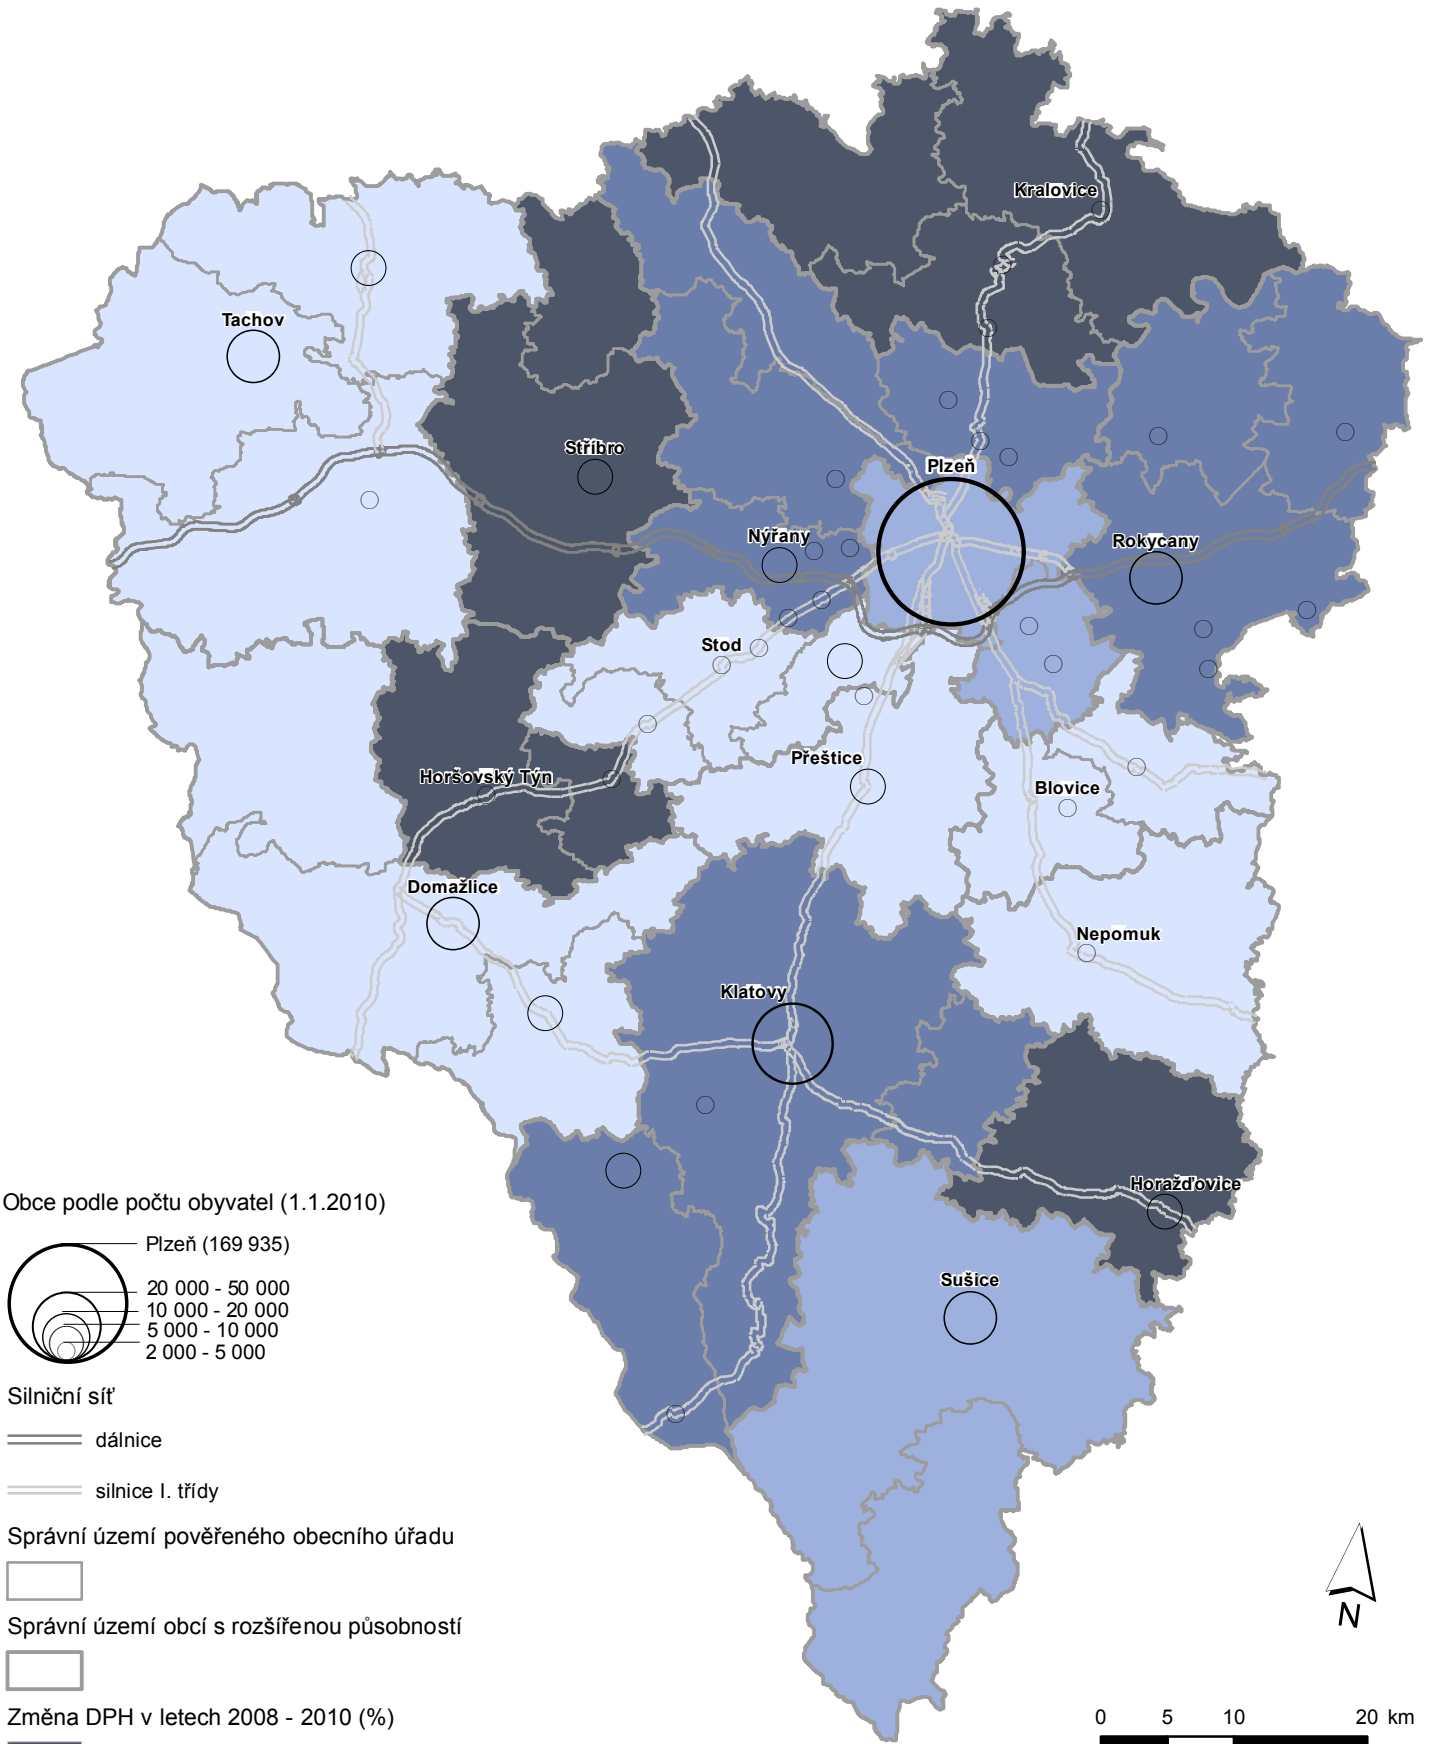 Kralovice
Tachov
Stříbro
Plzeň
Nýřany
Rokycany
Stod
Přeštice
Horšovský Týn
Blovice
Domažlice
Nepomuk
Klatovy
Horažďovice
Sušice
Obce podle počtu obyvatel (1.1.2010)
Plzeň (169 935)
20 000 - 50 000
10 000 - 20 000
5 000 - 10 000
2 000 - 5 000
Silniční síť
dálnice
silnice I. třídy
Správní území pověřeného obecního úřadu
Správní území obcí s rozšířenou působností
Změna DPH v letech 2008 - 2010 (%)
N
0 5 10 20 km